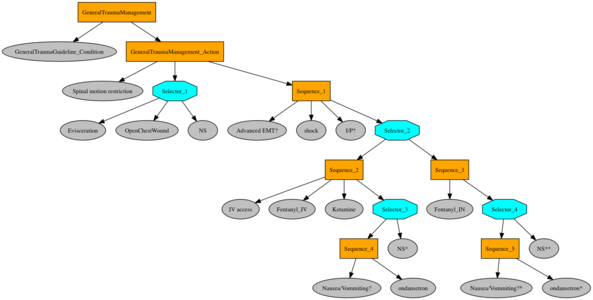 GeneralTraumaManagement
GeneralTraumaGuideline_Condition
GeneralTraumaManagement_Action
Spinal motion restriction
Selector_1
Sequence_1
Evisceration
OpenChestWound
NS
Advanced EMT?
shock
I/P?
Selector_2
Sequence_2
Sequence_3
IV access
Fentanyl_IV
Ketamine
Selector_3
Fentanyl_IN
Selector_4
Sequence_4
NS*
Sequence_5
NS**
Nausea/Vommiting?
ondansetron
Nausea/Vommiting?*
ondansetron*